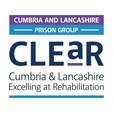 CUMBRIA AND LANCASHIRE
PRISON GROUP
CLEaR
Cumbria & Lancashire
Excelling at Rehabilitation